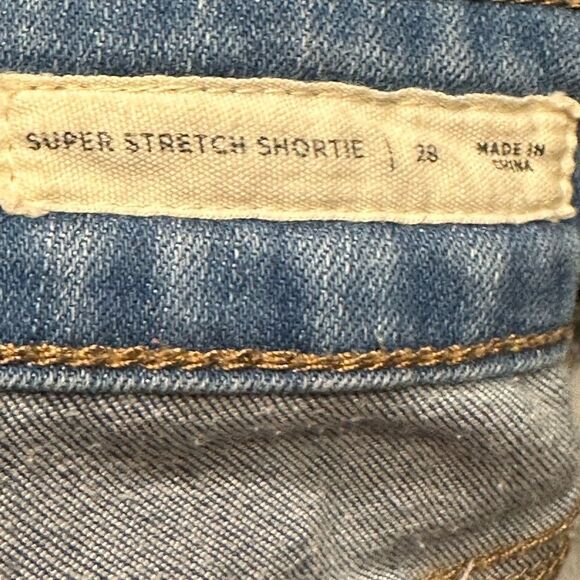 SUPER STRETCH SHORTIE | 28 MADE IN
CHINA